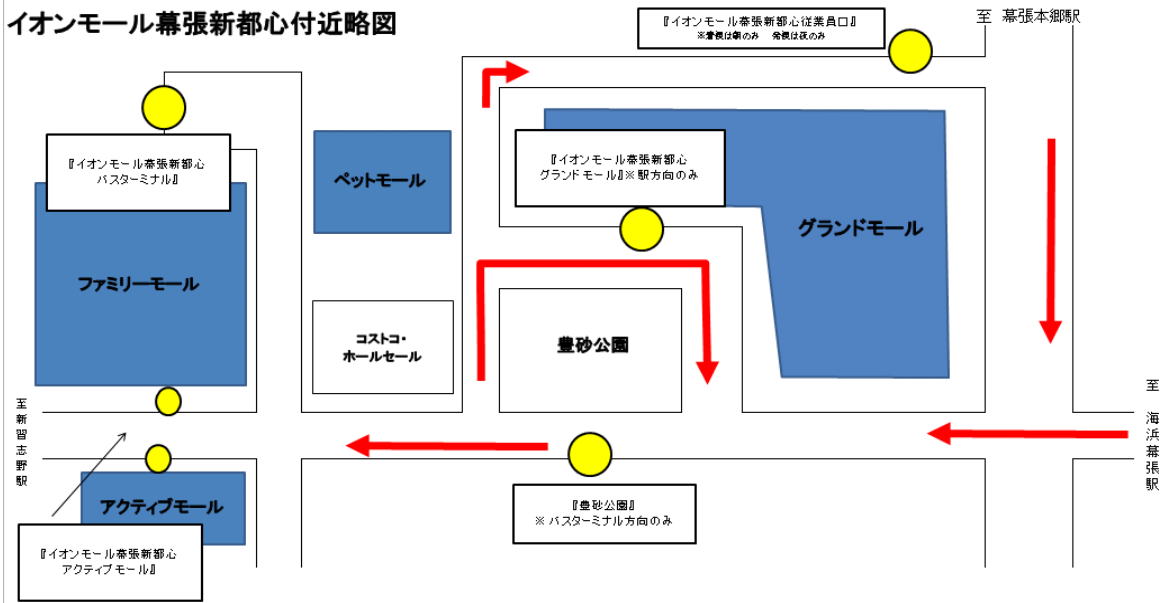 イオンモール幕張新都心付近略図
『イオンモール幕張新都心従業員口』
※着便は朝のみ 発便は夜のみ
至 幕張本郷駅
『イオンモール幕張新都心
バスターミナル』
ペットモール
『イオンモール幕張新都心
グランドモール』※駅方向のみ
グランドモール
ファミリーモール
コストコ・
ホールセール
豊砂公園
至新習志野駅
至 海浜幕張駅
アクティブモール
『豊砂公園』
※ バスターミナル方向のみ
『イオンモール幕張新都心
アクティブモール』